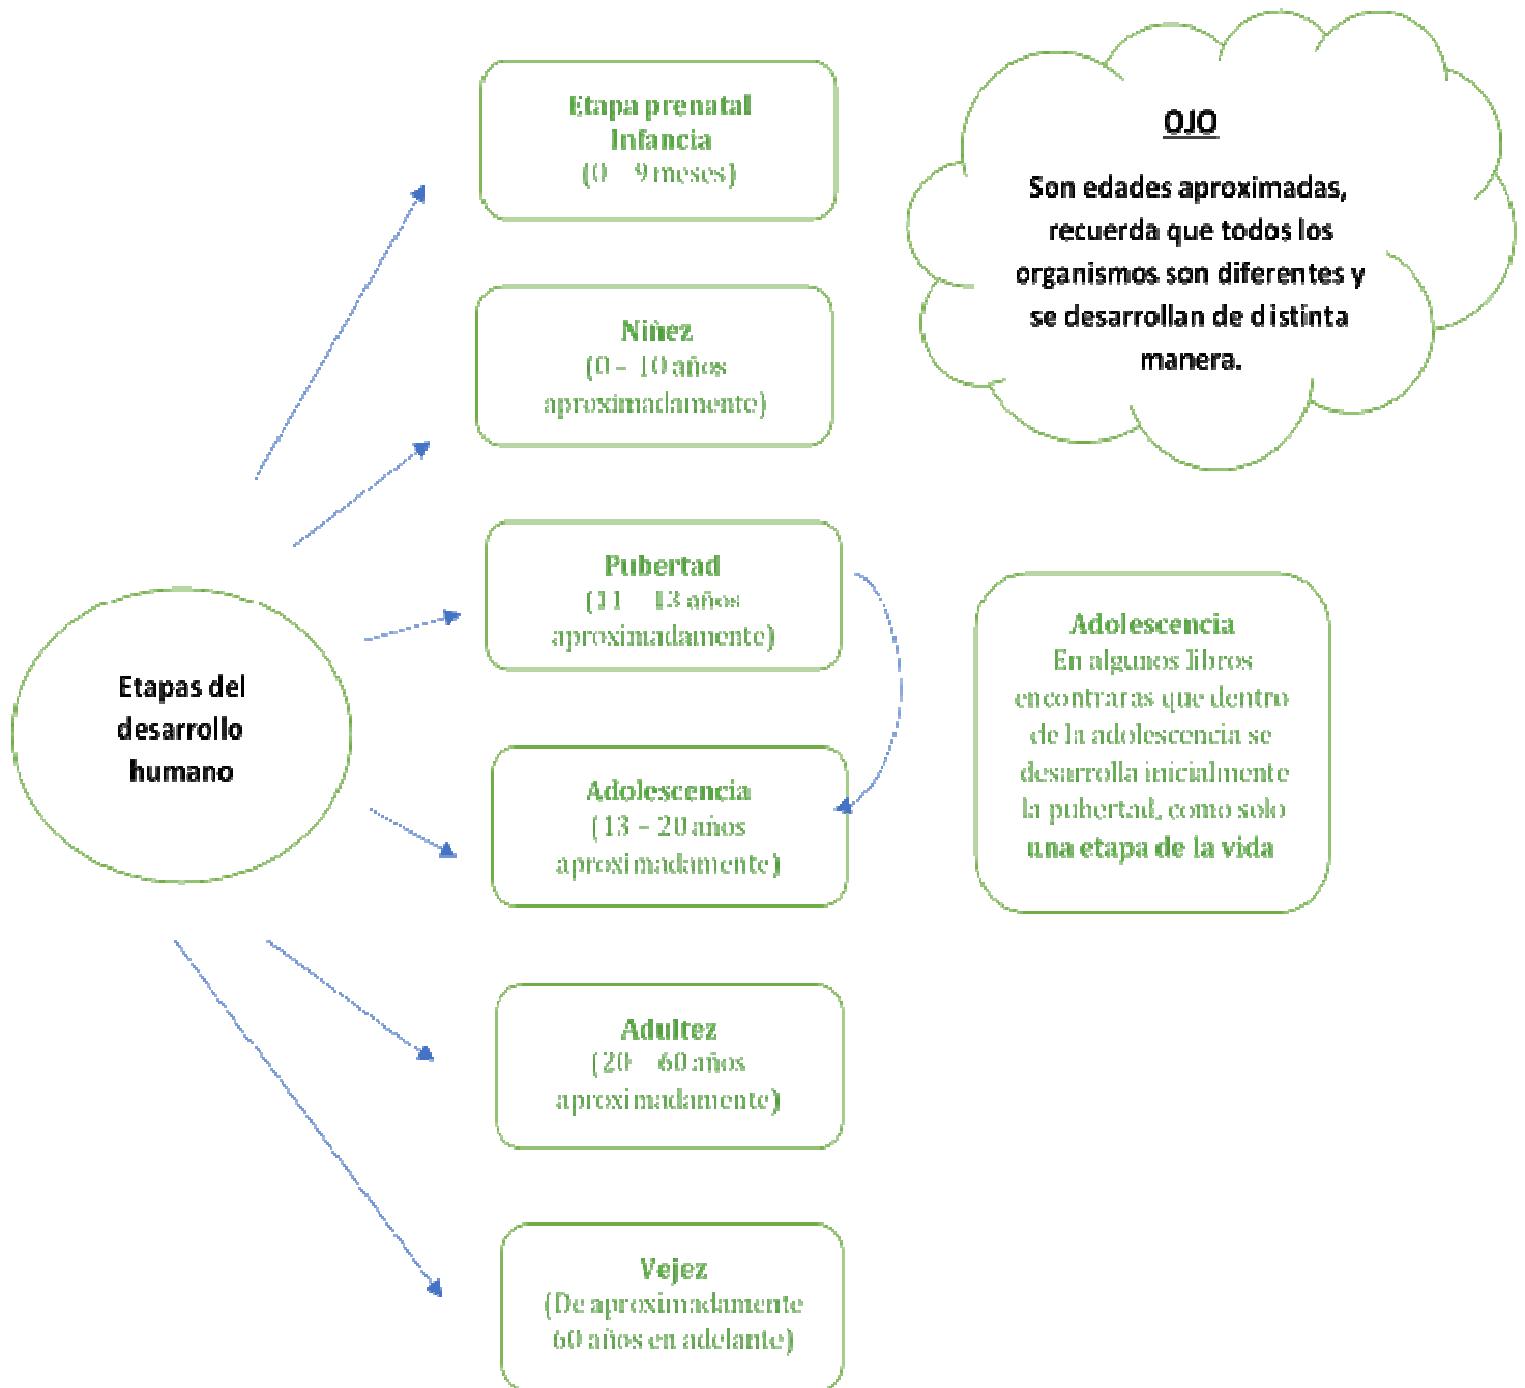 Etapa prenatal
Infancia
(0 – 9 meses)
OJO
Son edades aproximadas,
recuerda que todos los
organismos son diferentes y
se desarrollan de distinta
manera.
Niñez
(0 – 10 años
aproximadamente)
Pubertad
(11 – 13 años
aproximadamente)
Etapas del
desarrollo
humano
Adolescencia
(13 – 20 años
aproximadamente)
Adolescencia
En algunos libros
encontraras que dentro
de la adolescencia se
desarrolla inicialmente
la pubertad, como solo
una etapa de la vida
Adultez
(20 – 60 años
aproximadamente)
Vejez
(De aproximadamente
60 años en adelante)